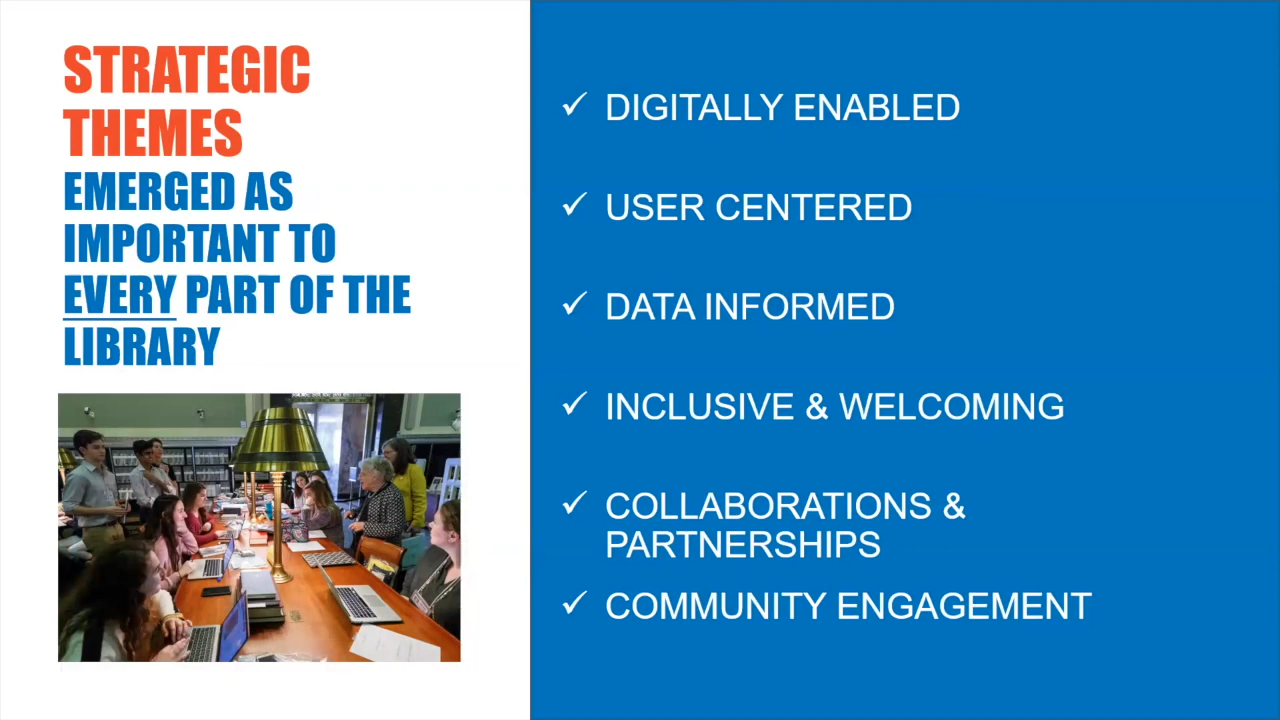 STRATEGIC
THEMES
EMERGED AS
IMPORTANT TO
EVERY PART OF THE
LIBRARY
✓ DIGITALLY ENABLED
✓ USER CENTERED
✓ DATA INFORMED
✓ INCLUSIVE & WELCOMING
✓ COLLABORATIONS &
PARTNERSHIPS
✓ COMMUNITY ENGAGEMENT